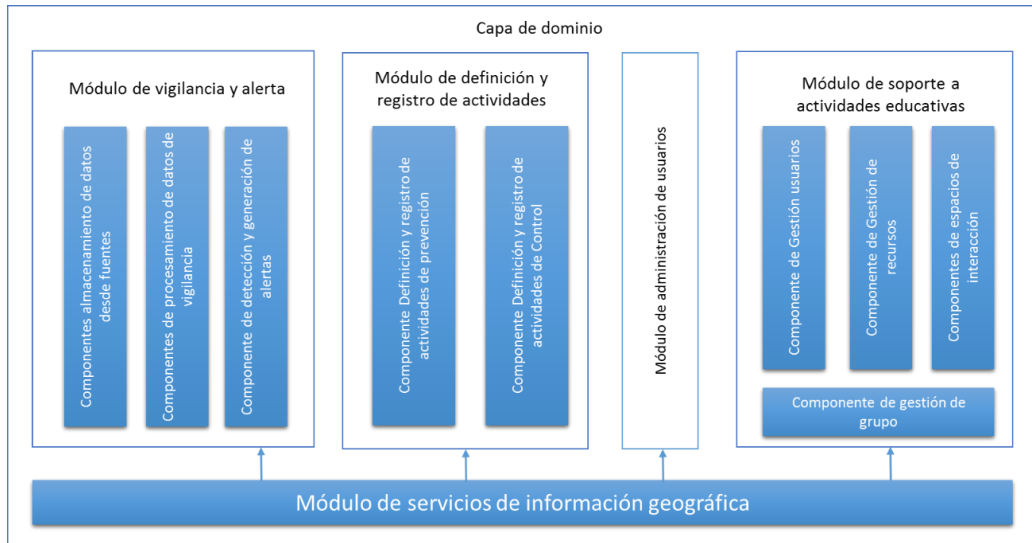 Capa de dominio
Módulo de vigilancia y alerta
Componentes almacenamiento de datos
desde fuentes
Componentes de procesamiento de datos de
vigilancia
Componente de detección y generación de
alertas
Módulo de definición y
registro de actividades
Componente Definición y registro de
actividades de prevención
Componente Definición y registro de
actividades de Control
Módulo de administración de usuarios
Módulo de soporte a
actividades educativas
Componente de Gestión usuarios
Componente de Gestión de
recursos
Componentes de espacios de
interacción
Componente de gestión de
grupo
Módulo de servicios de información geográfica